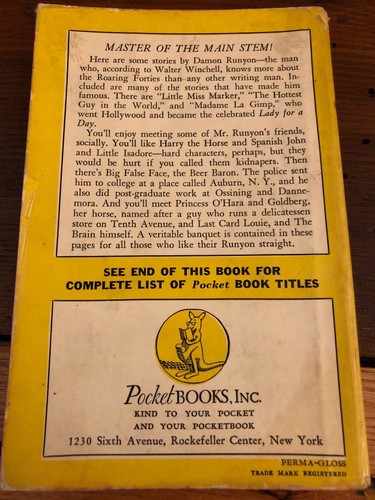 MASTER OF THE MAIN STEM!
Here are some stories by Damon Runyon—the man
who, according to Walter Winchell, knows more about
the Roaring Forties than any other writing man. In-
cluded are many of the stories that have made him
famous. There are "Little Miss Marker," "The Hottest
Guy in the World," and "Madame La Gimp," who
went Hollywood and became the celebrated Lady for a
Day.
You'll enjoy meeting some of Mr. Runyon's friends,
socially. You'll like Harry the Horse and Spanish John
and Little Isadore—hard characters, perhaps, but they
would be hurt if you called them kidnapers. Then
there's Big False Face, the Beer Baron. The police sent
him to college at a place called Auburn, N. Y., and he
also did post-graduate work at Ossining and Danne-
mora. And you'll meet Princess O'Hara and Goldberg,
her horse, named after a guy who runs a delicatessen
store on Tenth Avenue, and Last Card Louie, and The
Brain himself. A veritable banquet is contained in these
pages for all those who like their Runyon straight.
SEE END OF THIS BOOK FOR
COMPLETE LIST OF Pocket BOOK TITLES
Pocket BOOKS, INC.
KIND TO YOUR POCKET
AND YOUR POCKETBOOK
1230 Sixth Avenue, Rockefeller Center, New York
PERMA-GLOSS
TRADE MARK REGISTERED